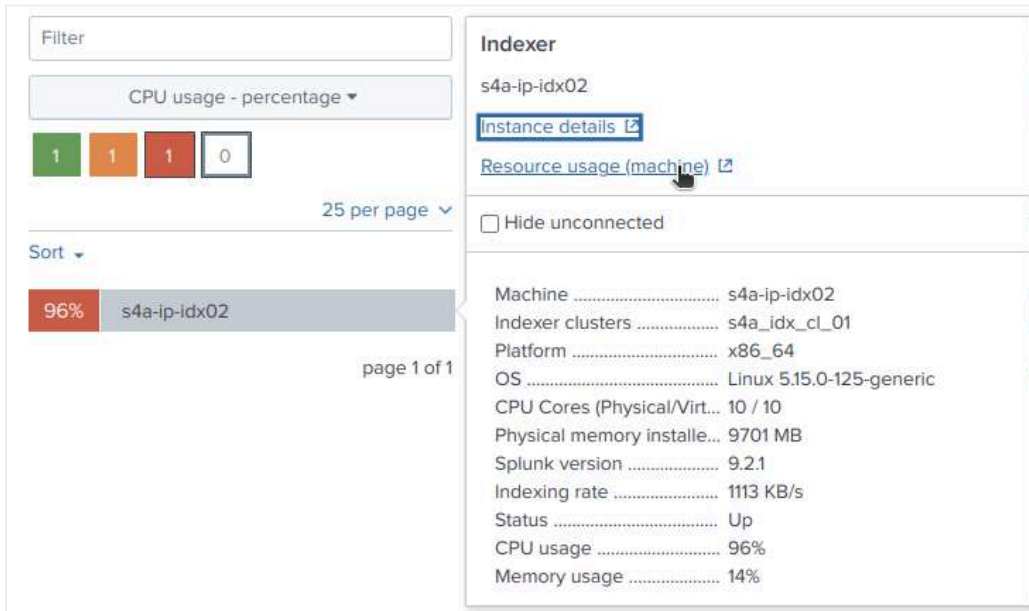 Filter
CPU usage - percentage
1 1 1 0
25 per page
Sort
96% s4a-ip-idx02
page 1 of 1
Indexer
s4a-ip-idx02
Instance details
Resource usage (machine)
Hide unconnected
Machine ................................ s4a-ip-idx02
Indexer clusters .................. s4a_idx_cl_01
Platform ................................ x86_64
OS .......................................... Linux 5.15.0-125-generic
CPU Cores (Physical/Virt... 10 / 10
Physical memory installe... 9701 MB
Splunk version .................... 9.2.1
Indexing rate ....................... 1113 KB/s
Status .................................... Up
CPU usage ........................... 96%
Memory usage .................... 14%